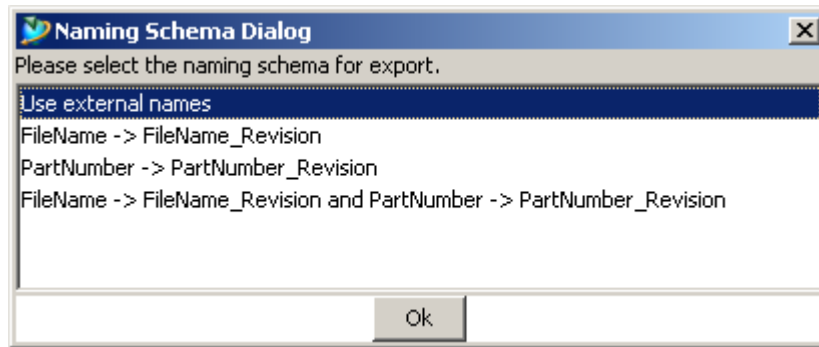 Naming Schema Dialog
Please select the naming schema for export.
Use external names
FileName -> FileName_Revision
PartNumber -> PartNumber_Revision
FileName -> FileName_Revision and PartNumber -> PartNumber_Revision
Ok